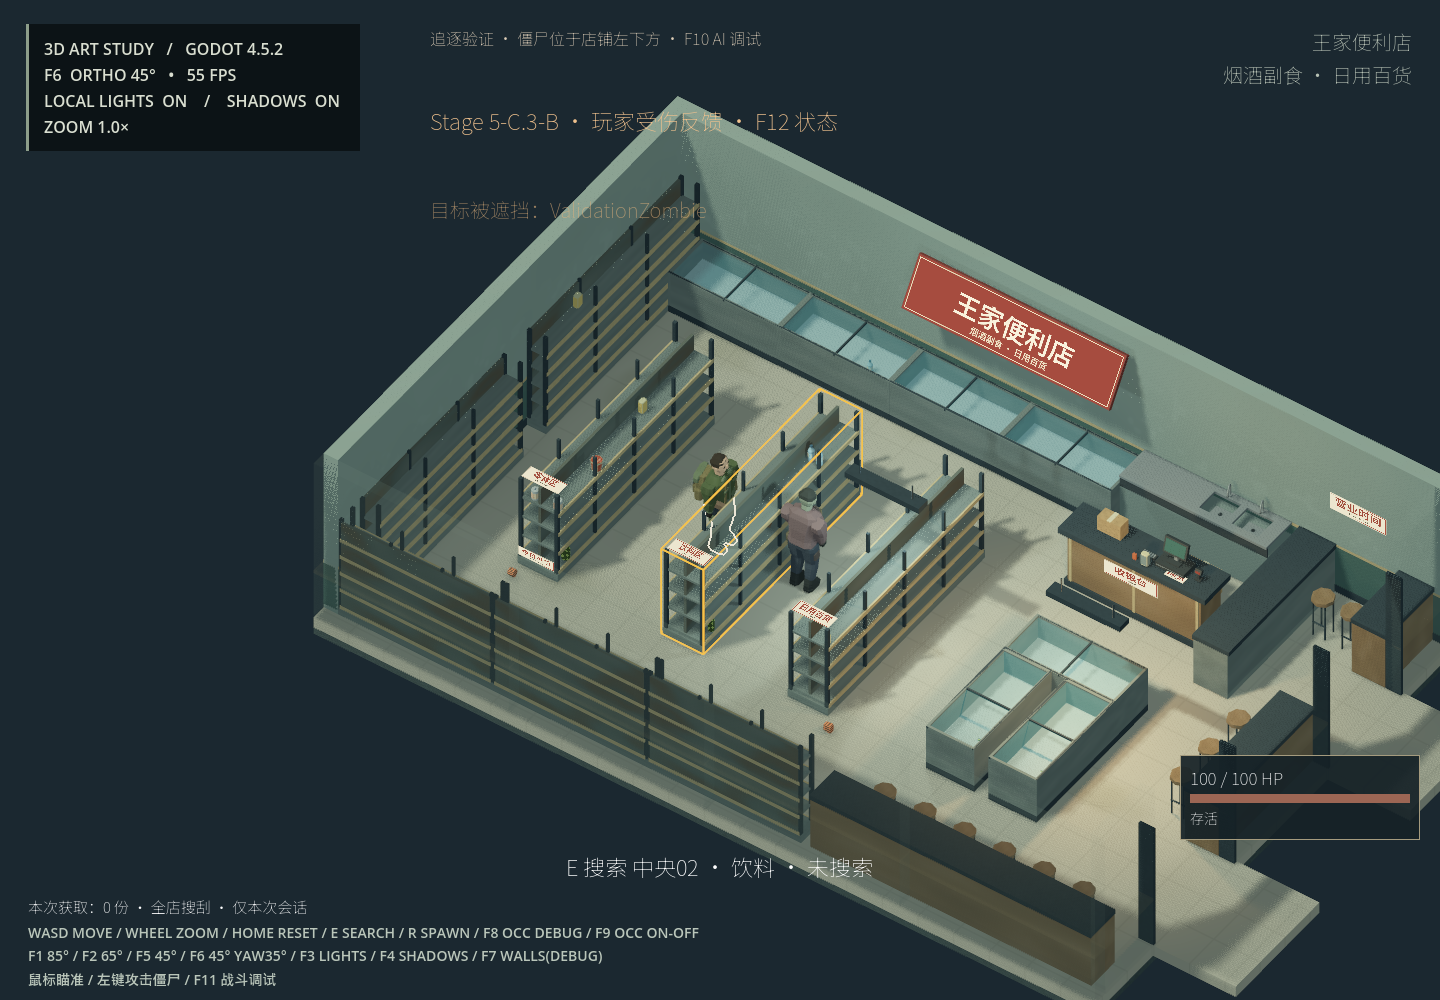 3D ART STUDY / GODOT 4.5.2
F6 ORTHO 45° • 55 FPS
LOCAL LIGHTS ON / SHADOWS ON
ZOOM 1.0×
追逐验证 · 僵尸位于店铺左下方 · F10 AI 调试
王家便利店
烟酒副食 · 日用百货
Stage 5-C.3-B · 玩家受伤反馈 · F12 状态
目标被遮挡：ValidationZombie
王家便利店
烟酒副食 · 日用百货
收银台
日用百货
100 / 100 HP
存活
E 搜索 中央02 · 饮料 · 未搜索
本次获取：0 份 · 全店搜刮 · 仅本次会话
WASD MOVE / WHEEL ZOOM / HOME RESET / E SEARCH / R SPAWN / F8 OCC DEBUG / F9 OCC ON-OFF
F1 85° / F2 65° / F5 45° / F6 45° YAW35° / F3 LIGHTS / F4 SHADOWS / F7 WALLS(DEBUG)
鼠标瞄准 / 左键攻击僵尸 / F11 战斗调试